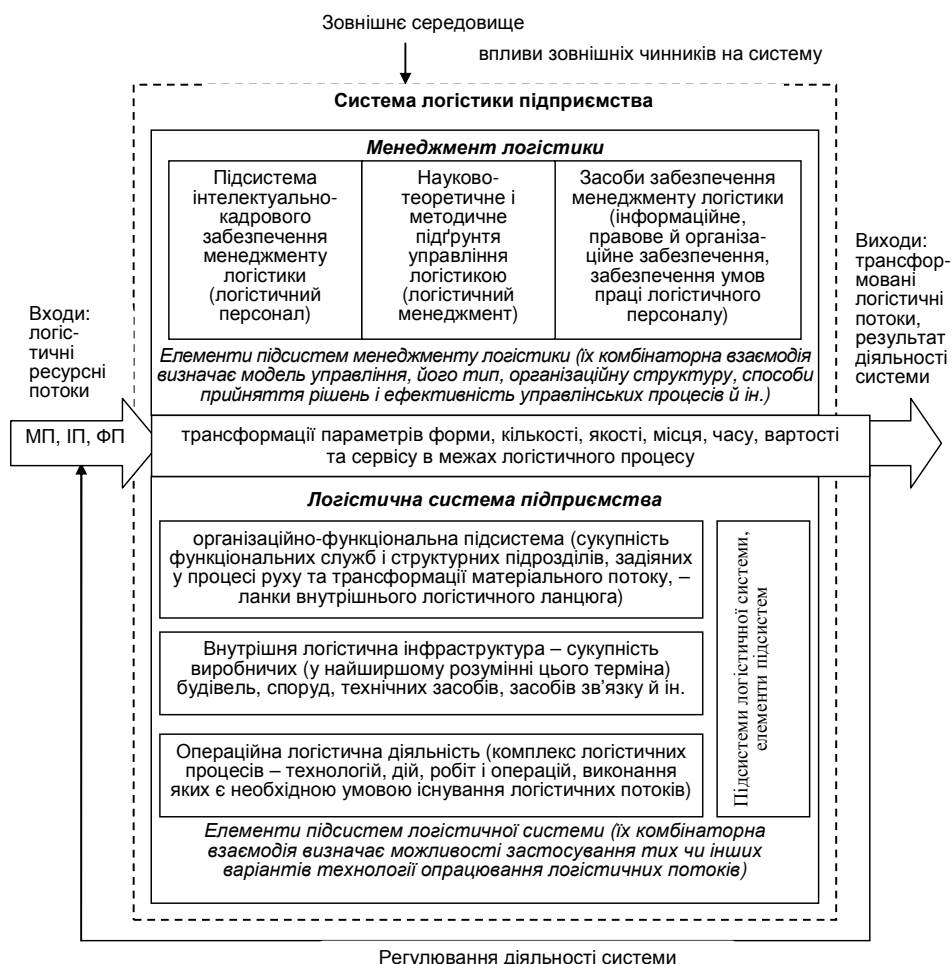 Зовнішнє середовище
впливи зовнішніх чинників на систему
Система логістики підприємства
Менеджмент логістики
Підсистема
інтелектуально-
кадрового
забезпечення
менеджменту
логістики
(логістичний
персонал)
Науково-
теоретичне і
методичне
підґрунтя
управління
логістикою
(логістичний
менеджмент)
Засоби забезпечення
менеджменту логістики
(інформаційне,
правове й організа-
ційне забезпечення,
забезпечення умов
праці логістичного
персоналу)
Елементи підсистем менеджменту логістики (їх комбінаторна взаємодія
визначає модель управління, його тип, організаційну структуру, способи
прийняття рішень і ефективність управлінських процесів й ін.)
Входи:
логіс-
тичні
ресурсні
потоки
МП, ІП, ФП
трансформації параметрів форми, кількості, якості, місця, часу, вартості
та сервісу в межах логістичного процесу
Виходи:
трансфор-
мовані
логістичні
потоки,
результат
діяльності
системи
Логістична система підприємства
організаційно-функціональна підсистема (сукупність
функціональних служб і структурних підрозділів, задіяних
у процесі руху та трансформації матеріального потоку, –
ланки внутрішнього логістичного ланцюга)
Внутрішня логістична інфраструктура – сукупність
виробничих (у найширшому розумінні цього терміна)
будівель, споруд, технічних засобів, засобів зв’язку й ін.
Операційна логістична діяльність (комплекс логістичних
процесів – технологій, дій, робіт і операцій, виконання
яких є необхідною умовою існування логістичних потоків)
Підсистеми логістичної системи,
елементи підсистем
Елементи підсистем логістичної системи (їх комбінаторна
взаємодія визначає можливості застосування тих чи інших
варіантів технології опрацювання логістичних потоків)
Регулювання діяльності системи